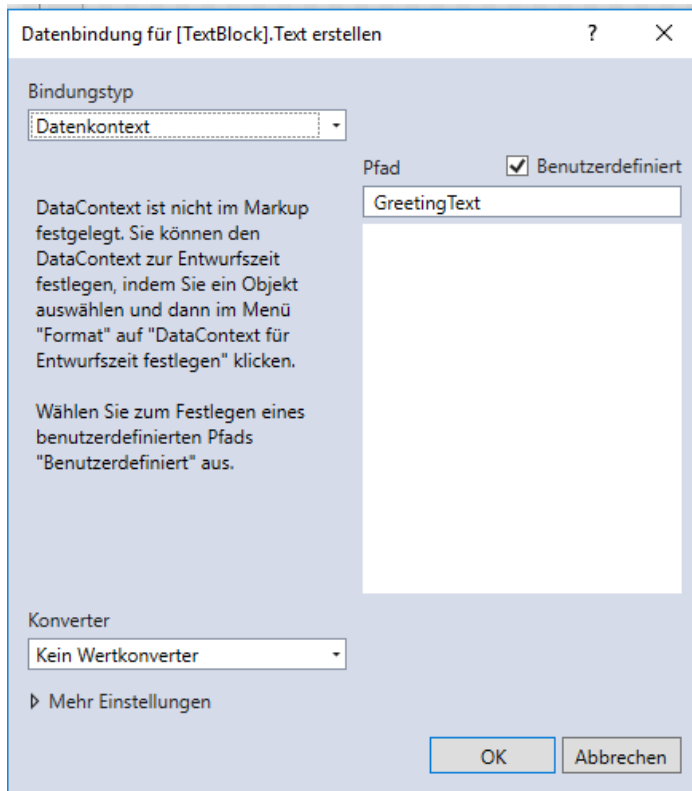 Datenbindung für [TextBlock].Text erstellen ?
Bindungstyp
Datenkontext
Pfad Benutzerdefiniert
GreetingText
DataContext ist nicht im Markup
festgelegt. Sie können den
DataContext zur Entwurfszeit
festlegen, indem Sie ein Objekt
auswählen und dann im Menü
"Format" auf "DataContext für
Entwurfszeit festlegen" klicken.
Wählen Sie zum Festlegen eines
benutzerdefinierten Pfads
"Benutzerdefiniert" aus.
Konverter
Kein Wertkonverter
Mehr Einstellungen
OK Abbrechen